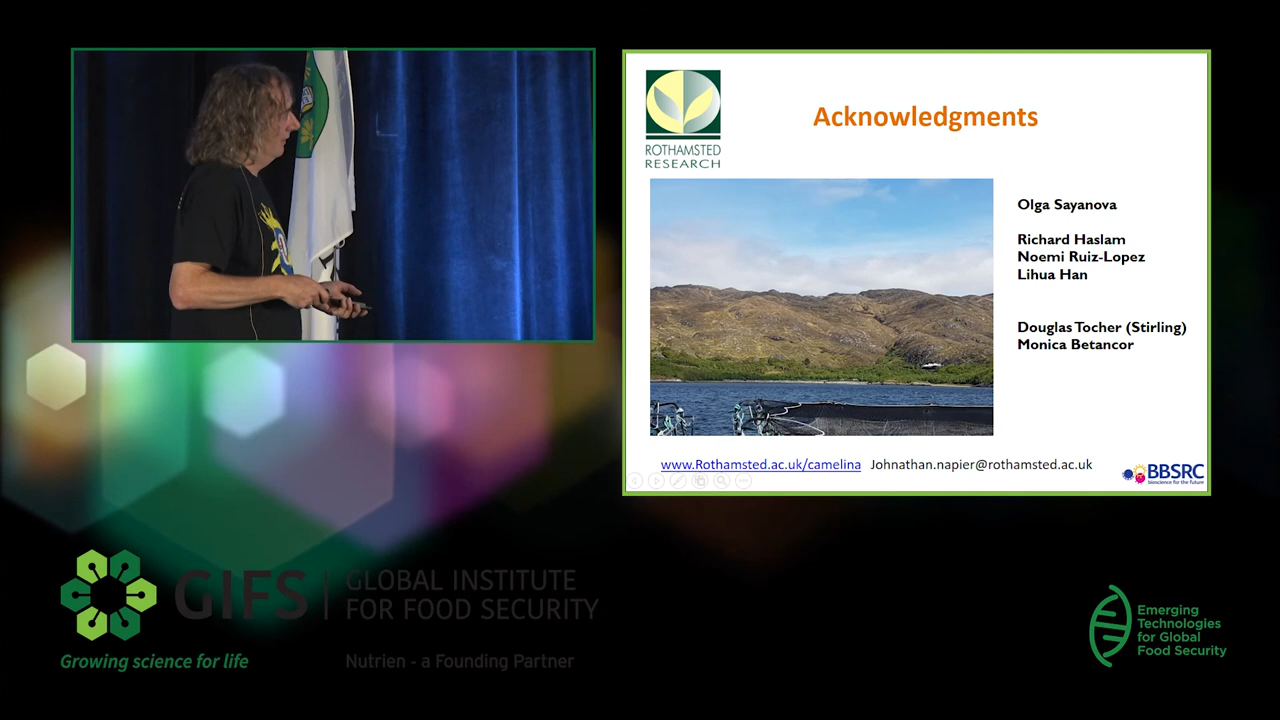 ROTHAMSTED
RESEARCH
Acknowledgments
Olga Sayanova
Richard Haslam
Noemi Ruiz-Lopez
Lihua Han
Douglas Tocher (Stirling)
Monica Betancor
www.Rothamsted.ac.uk/camelina Johnathan.napier@rothamsted.ac.uk
BBSRC
bioscience for the future
GIFS
GLOBAL INSTITUTE
FOR FOOD SECURITY
Growing science for life
Nutrien - a Founding Partner
Emerging
Technologies
for Global
Food Security